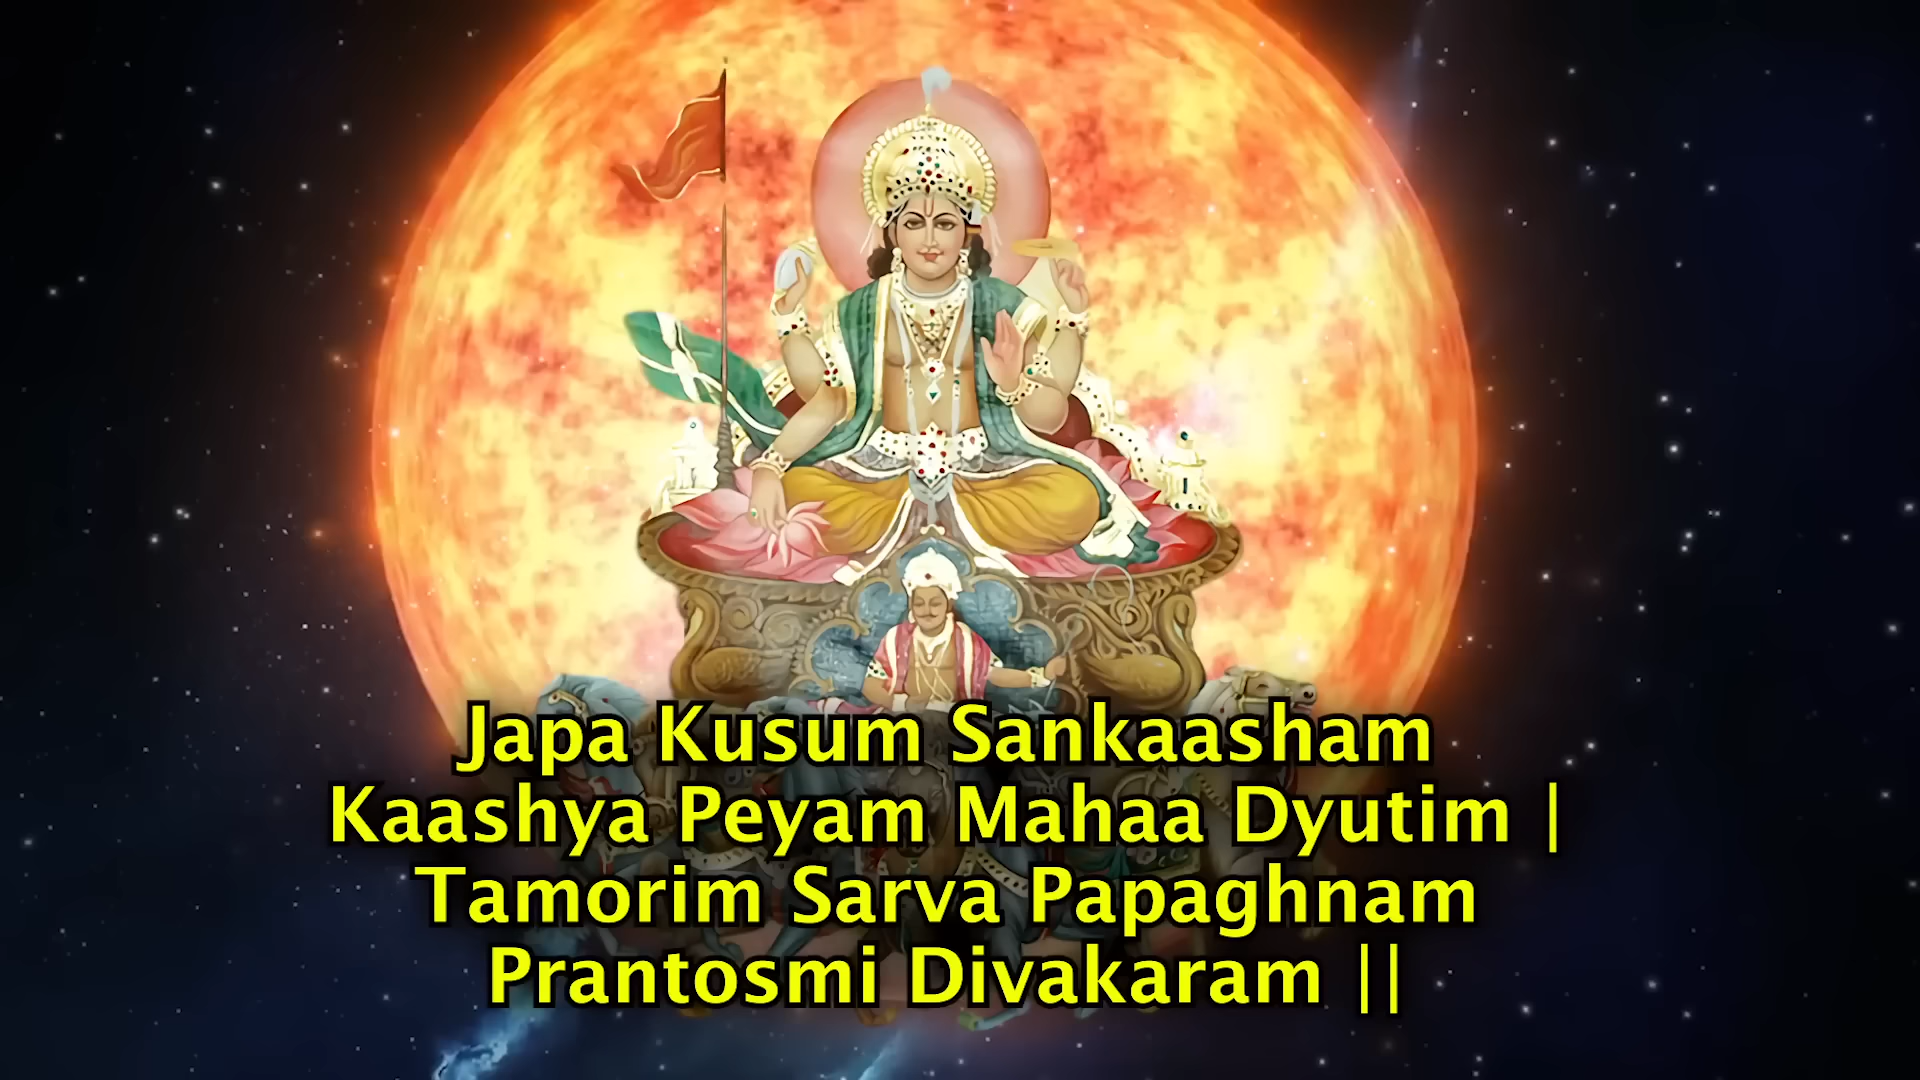 Japa Kusum Sankaasham
Kaashya Peyam Mahaa Dyutim |
Tamorim Sarva Papaghnam
Prantosmi Divakaram ||